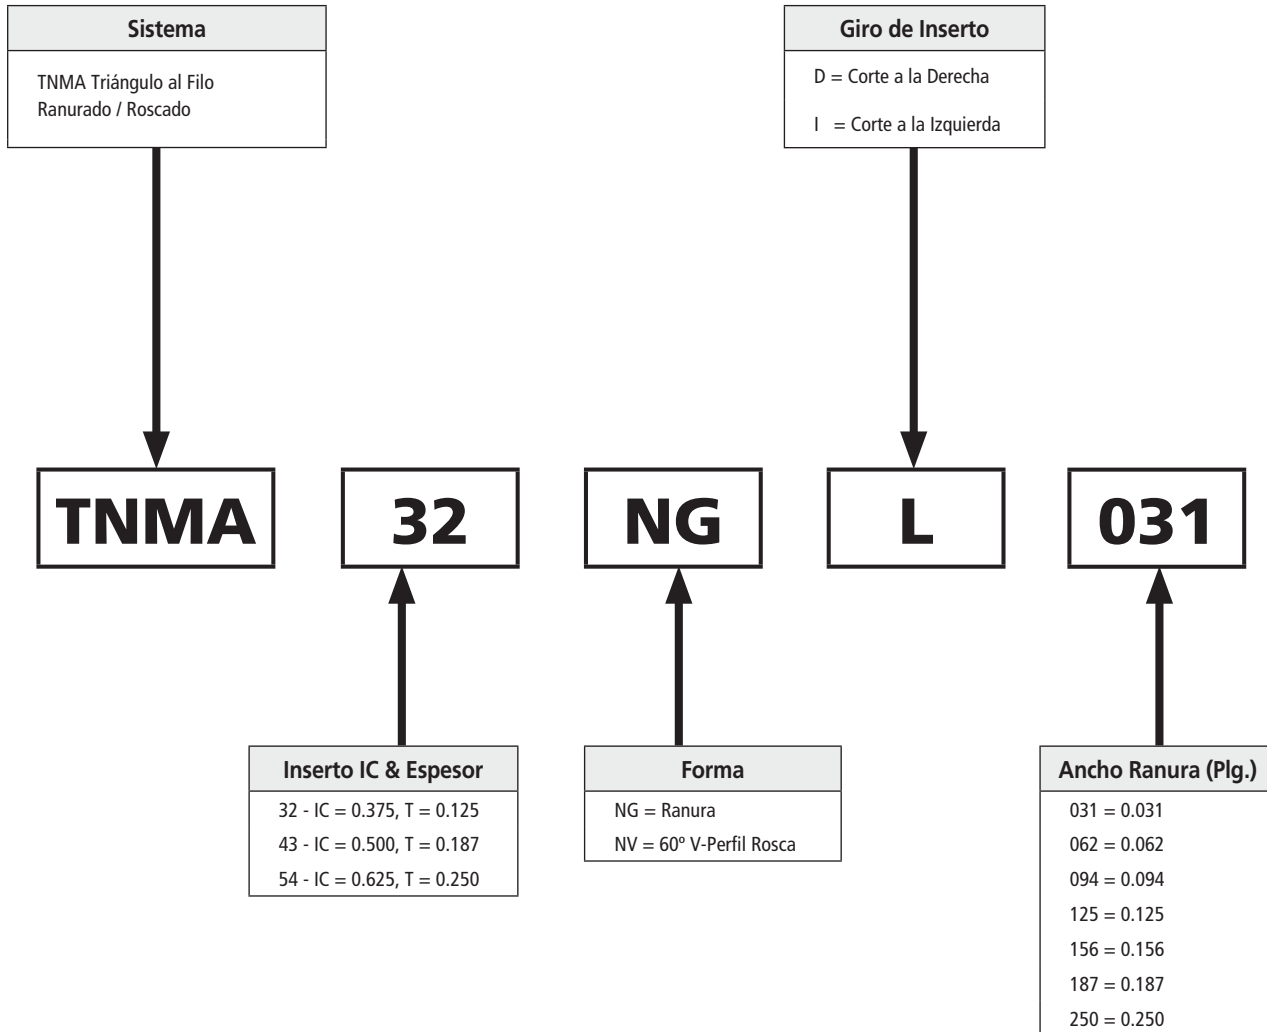 Sistema
TNMA Triángulo al Filo
Ranurado / Roscado
Giro de Inserto
D = Corte a la Derecha
I = Corte a la Izquierda
TNMA
32
NG
L
031
Inserto IC & Espesor
32 - IC = 0.375, T = 0.125
43 - IC = 0.500, T = 0.187
54 - IC = 0.625, T = 0.250
Forma
NG = Ranura
NV = 60º V-Perfil Rosca
Ancho Ranura (Plg.)
031 = 0.031
062 = 0.062
094 = 0.094
125 = 0.125
156 = 0.156
187 = 0.187
250 = 0.250